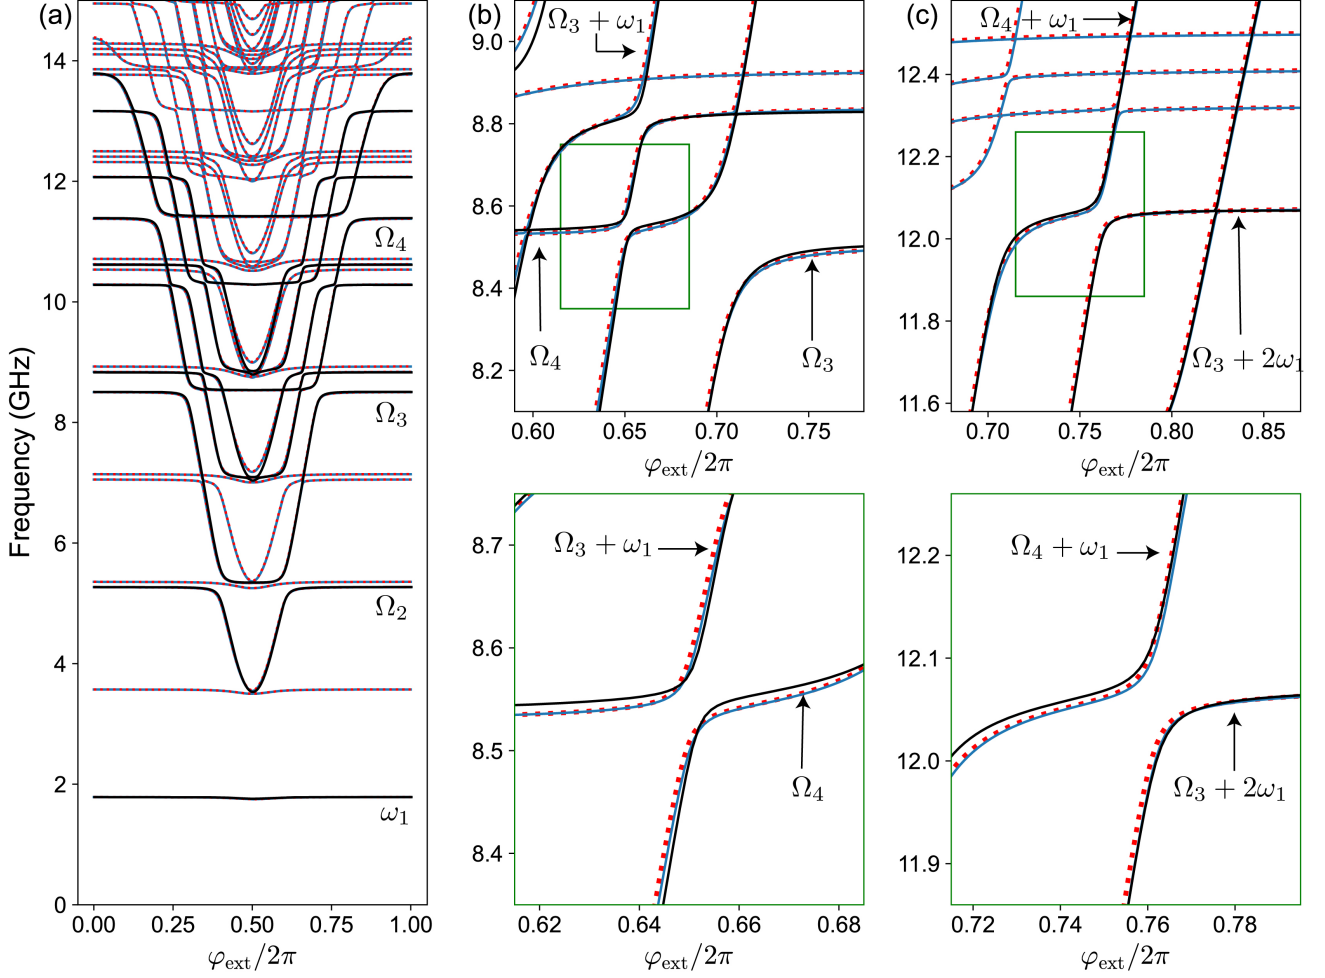 (a)
14
12
10
8
6
4
2
0
Frequency (GHz)
Ω₄
Ω₃
Ω₂
ω₁
0.00 0.25 0.50 0.75 1.00
φext/2π
(b)
Ω₃ + ω₁
9.0
8.8
8.6
8.4
8.2
Ω₄
Ω₃
0.60 0.65 0.70 0.75
φext/2π
(c)
Ω₄ + ω₁
12.4
12.2
12.0
11.8
11.6
Ω₃ + 2ω₁
0.70 0.75 0.80 0.85
φext/2π
8.7
8.6
8.5
8.4
Ω₃ + ω₁
Ω₄
0.62 0.64 0.66 0.68
φext/2π
12.2
12.1
12.0
11.9
Ω₄ + ω₁
Ω₃ + 2ω₁
0.72 0.74 0.76 0.78
φext/2π